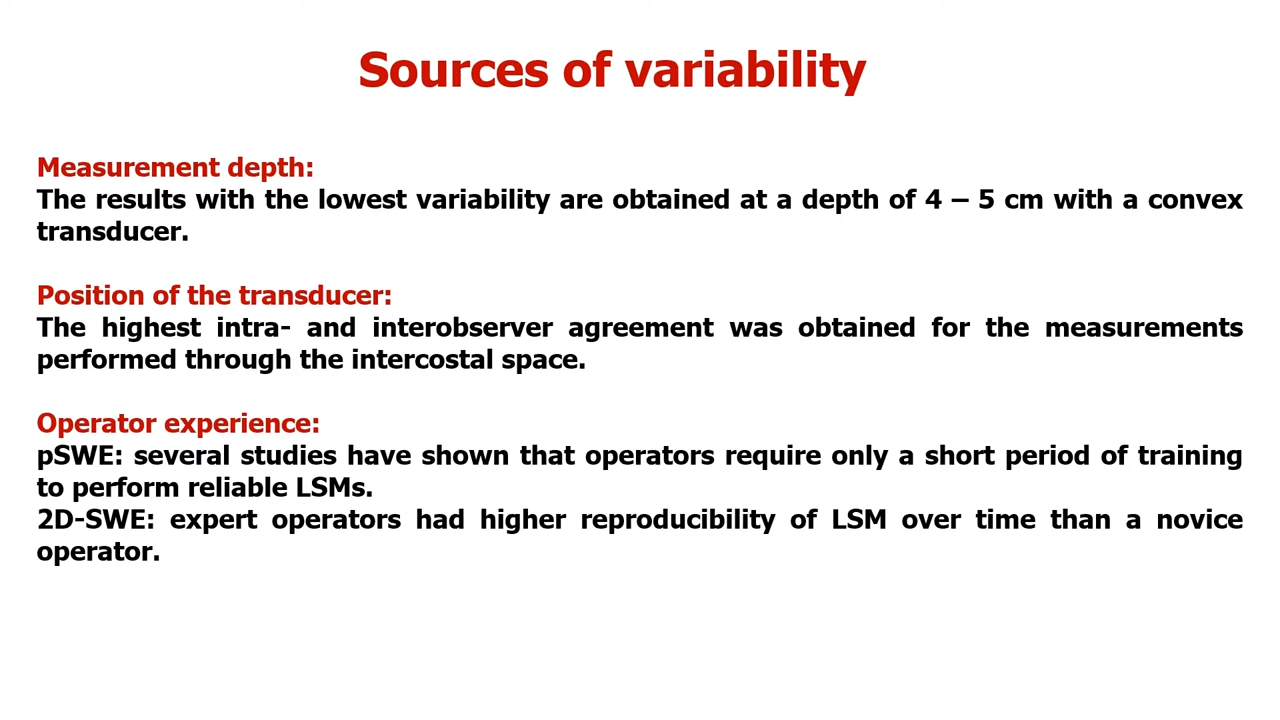 Sources of variability
Measurement depth:
The results with the lowest variability are obtained at a depth of 4 – 5 cm with a convex
transducer.
Position of the transducer:
The highest intra- and interobserver agreement was obtained for the measurements
performed through the intercostal space.
Operator experience:
pSWE: several studies have shown that operators require only a short period of training
to perform reliable LSMs.
2D-SWE: expert operators had higher reproducibility of LSM over time than a novice
operator.